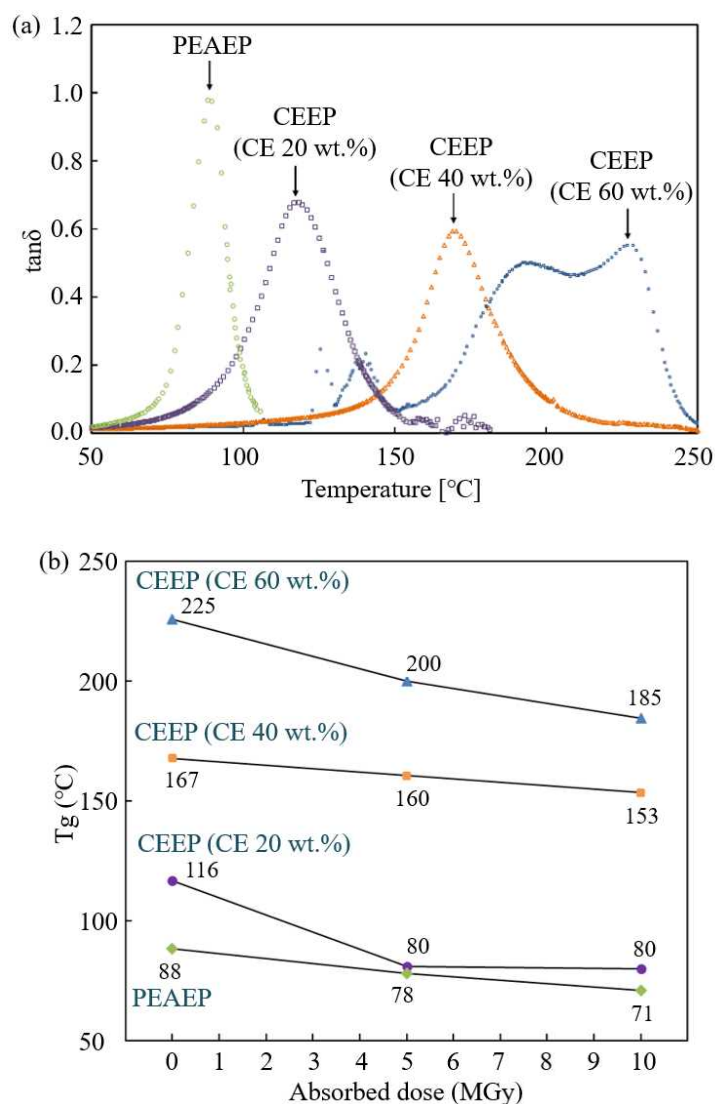 (a)
1.2
1.0
0.8
0.6
0.4
0.2
0.0
tanδ
PEAEP
CEEP
(CE 20 wt.%)
CEEP
(CE 40 wt.%)
CEEP
(CE 60 wt.%)
50 100 150 200 250
Temperature [°C]
(b)
250
200
150
100
50
Tg (°C)
CEEP (CE 60 wt.%)
225
200
185
CEEP (CE 40 wt.%)
167
160
153
CEEP (CE 20 wt.%)
116
80
80
88
78
71
PEAEP
0 1 2 3 4 5 6 7 8 9 10
Absorbed dose (MGy)